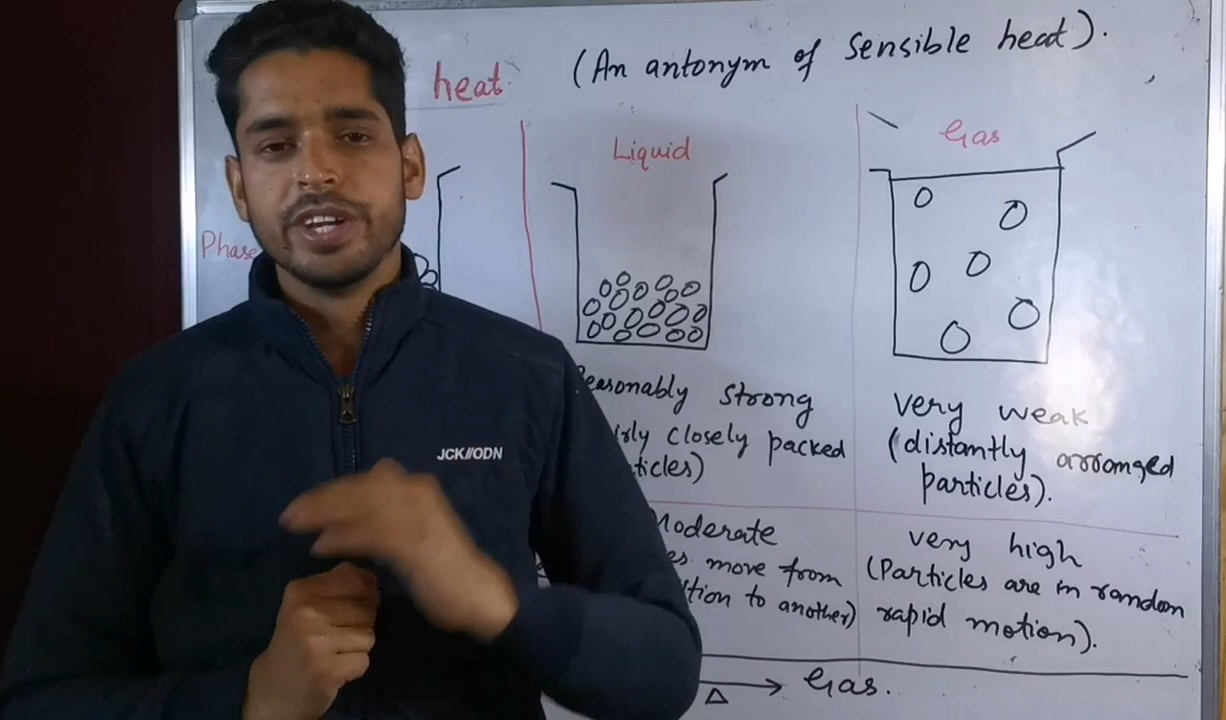 heat (An antonym of sensible heat).
Liquid
Gas
Phase
reasonably strong
closely packed
very weak
(distantly arranged
particles).
JCK//ODN
Moderate
move from
to another)
very high
(Particles are in random
rapid motion).
Δ → Gas.